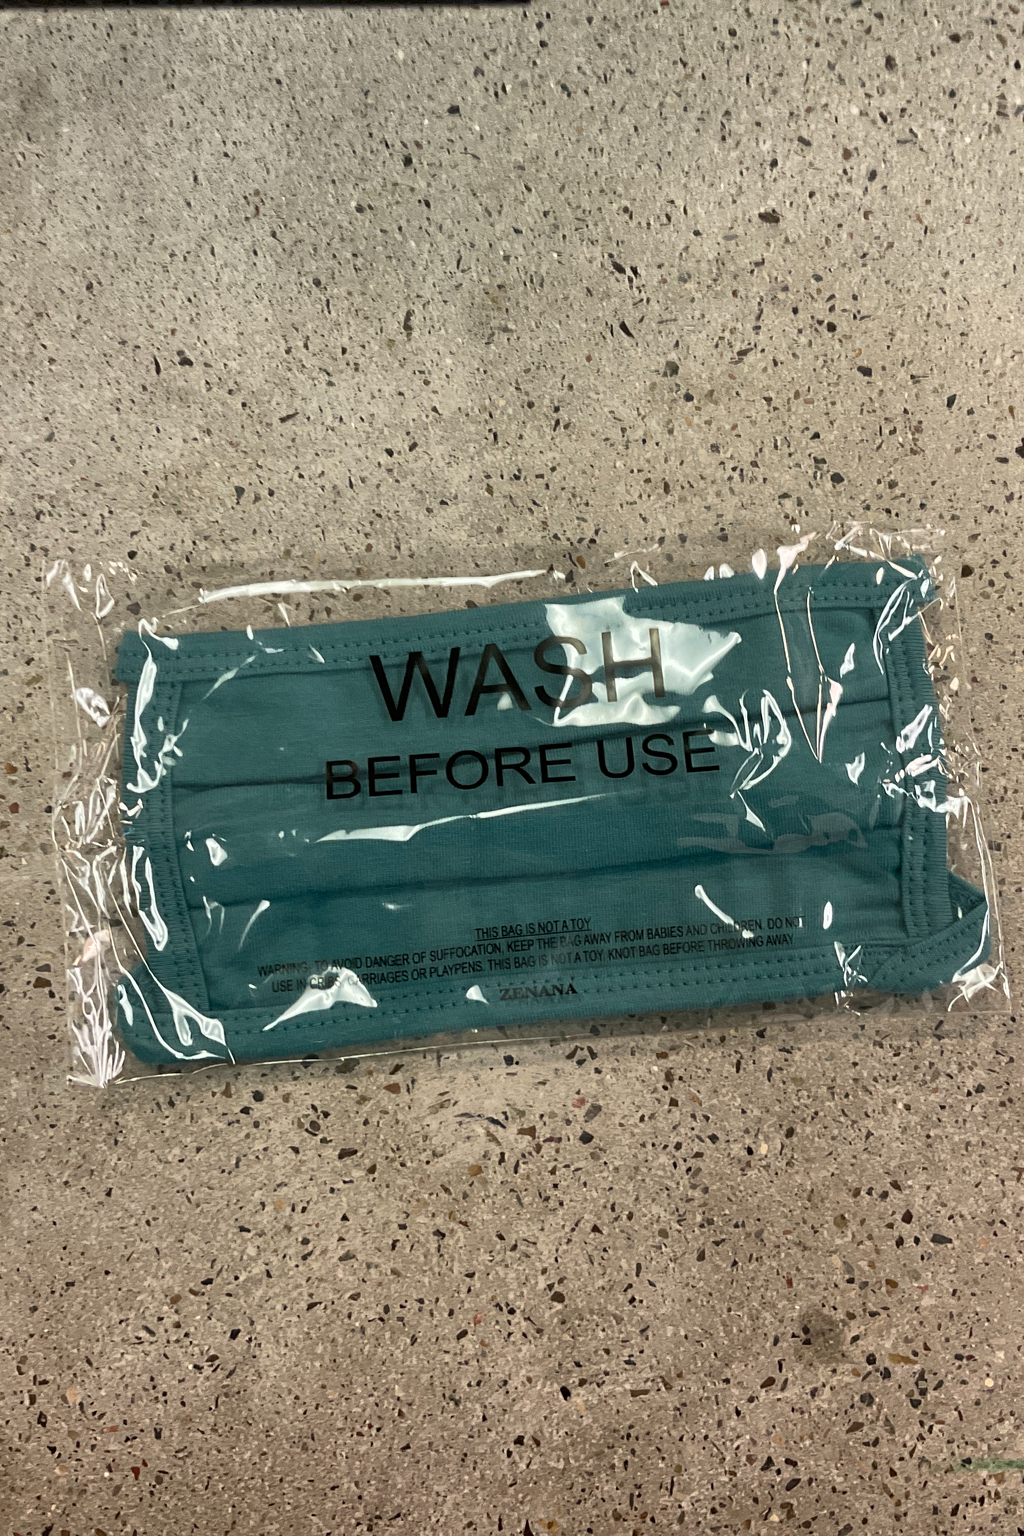 WASH
BEFORE USE
THIS BAG IS NOT A TOY
WARNING: TO AVOID DANGER OF SUFFOCATION, KEEP THE BAG AWAY FROM BABIES AND CHILDREN. DO NOT
USE IN CRIBS, CARRIAGES OR PLAYPENS. THIS BAG IS NOT A TOY. KNOT BAG BEFORE THROWING AWAY.
ZENANA